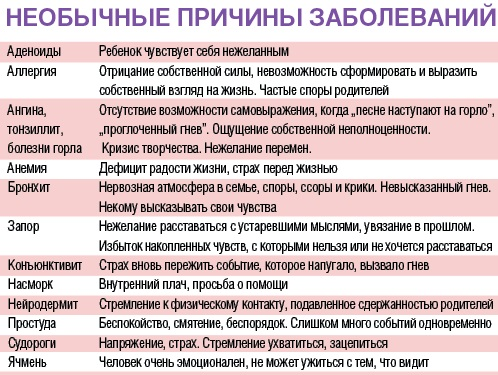 НЕОБЫЧНЫЕ ПРИЧИНЫ ЗАБОЛЕВАНИЙ
Аденоиды Ребенок чувствует себя нежеланным
Аллергия Отрицание собственной силы, невозможность сформировать и выразить
собственный взгляд на жизнь. Частые споры родителей
Ангина, Отсутствие возможности самовыражения, когда „песне наступают на горло",
тонзиллит, „проглоченный гнев". Ощущение собственной неполноценности.
болезни горла Кризис творчества. Нежелание перемен.
Анемия Дефицит радости жизни, страх перед жизнью
Бронхит Нервозная атмосфера в семье, споры, ссоры и крики. Невысказанный гнев.
Некому высказывать свои чувства
Запор Нежелание расставаться с устаревшими мыслями, увязание в прошлом.
Избыток накопленных чувств, с которыми нельзя или не хочется расставаться
Конъюнктивит Страх вновь пережить событие, которое напугало, вызвало гнев
Насморк Внутренний плач, просьба о помощи
Нейродермит Стремление к физическому контакту, подавленное сдержанностью родителей
Простуда Беспокойство, смятение, беспорядок. Слишком много событий одновременно
Судороги Напряжение, страх. Стремление ухватиться, зацепиться
Ячмень Человек очень эмоционален, не может ужиться с тем, что видит